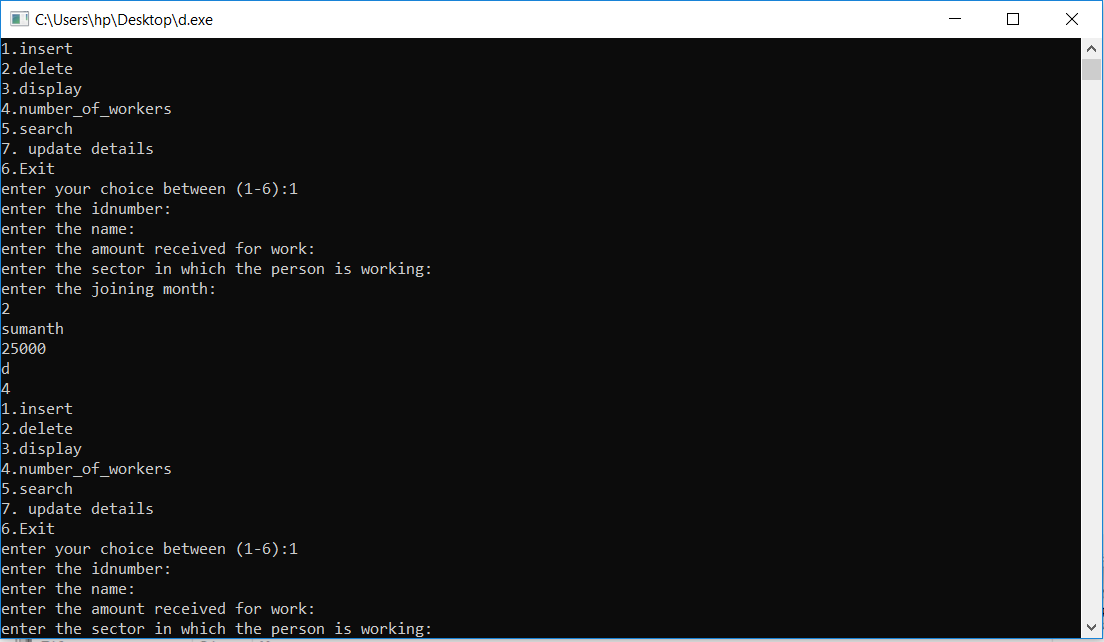 C:\Users\hp\Desktop\d.exe
1.insert
2.delete
3.display
4.number_of_workers
5.search
7. update details
6.Exit
enter your choice between (1-6):1
enter the idnumber:
enter the name:
enter the amount received for work:
enter the sector in which the person is working:
enter the joining month:
2
sumanth
25000
d
4
1.insert
2.delete
3.display
4.number_of_workers
5.search
7. update details
6.Exit
enter your choice between (1-6):1
enter the idnumber:
enter the name:
enter the amount received for work:
enter the sector in which the person is working: